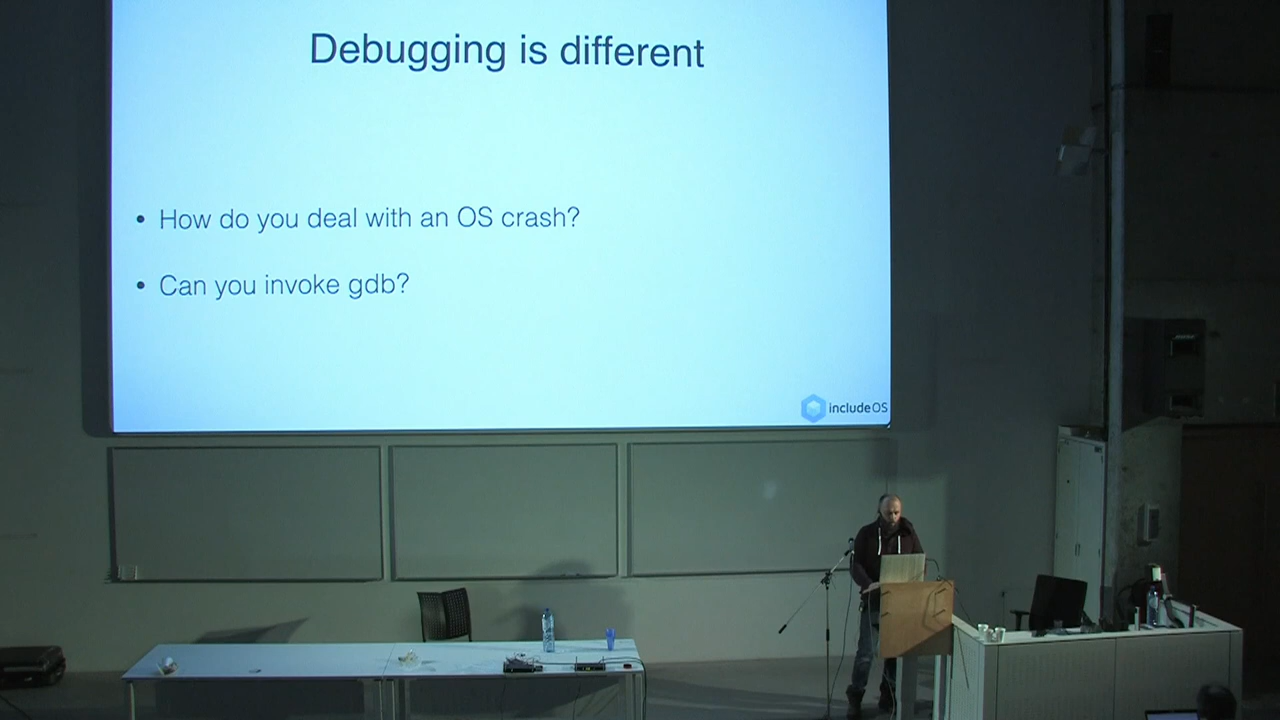 Debugging is different
• How do you deal with an OS crash?
• Can you invoke gdb?
includeOS